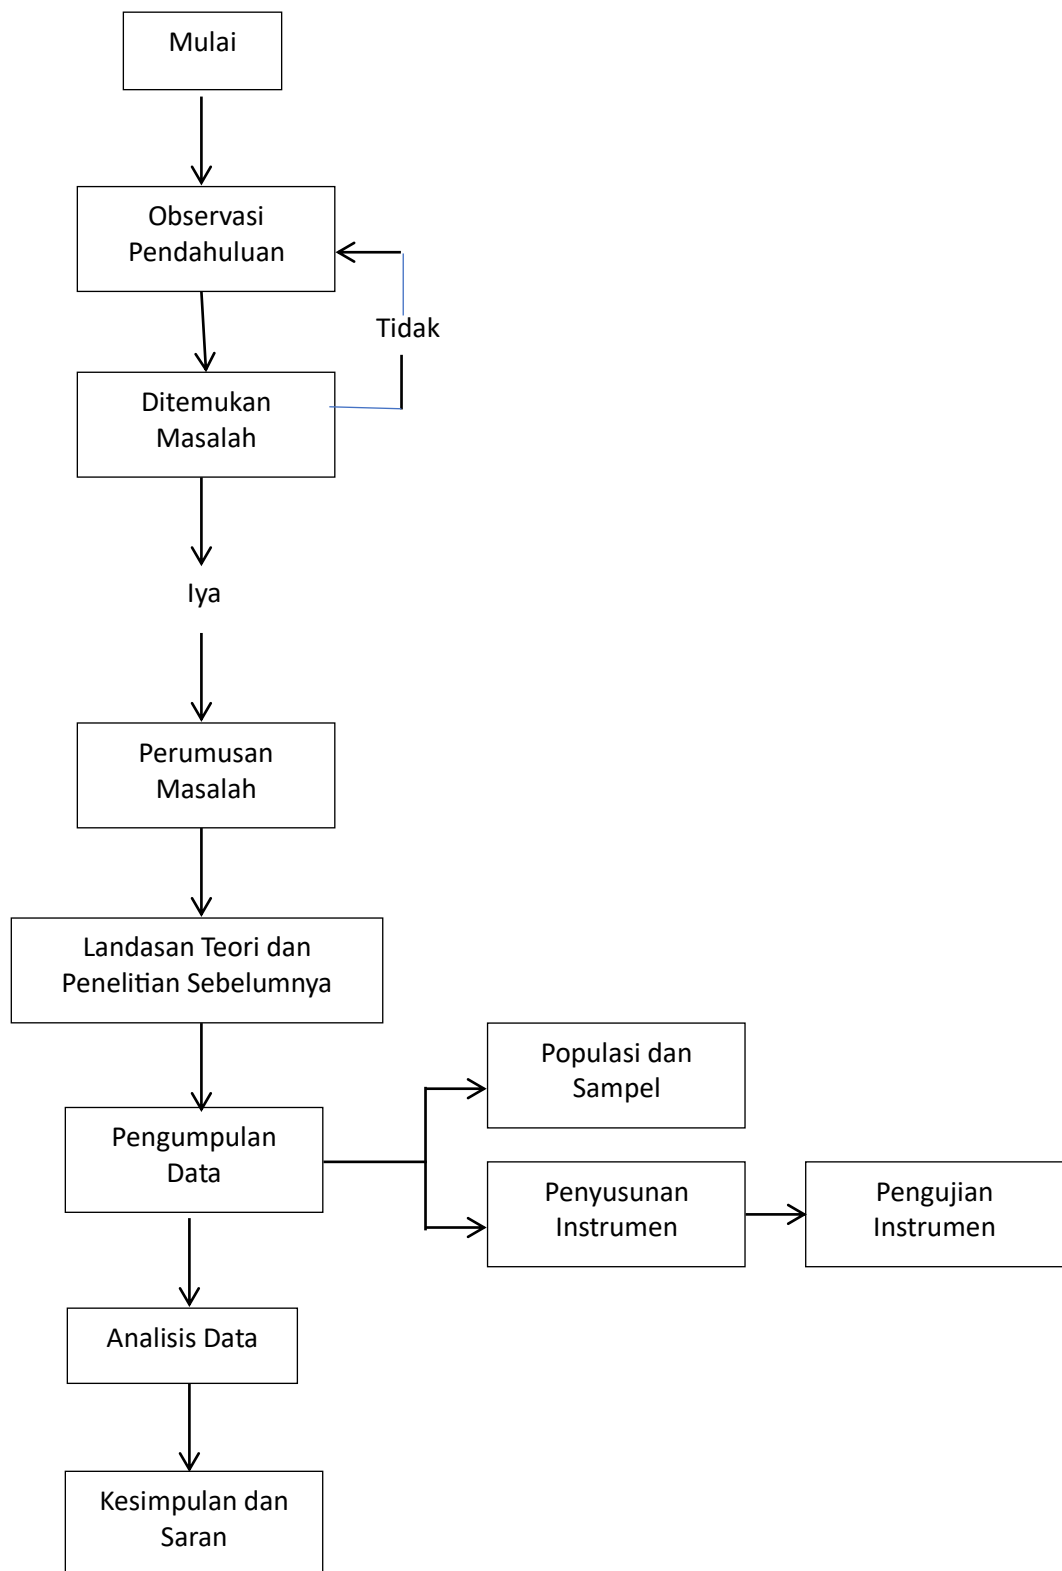 Mulai
Observasi
Pendahuluan
Tidak
Ditemukan
Masalah
Iya
Perumusan
Masalah
Landasan Teori dan
Penelitian Sebelumnya
Populasi dan
Sampel
Pengumpulan
Data
Penyusunan
Instrumen
Pengujian
Instrumen
Analisis Data
Kesimpulan dan
Saran